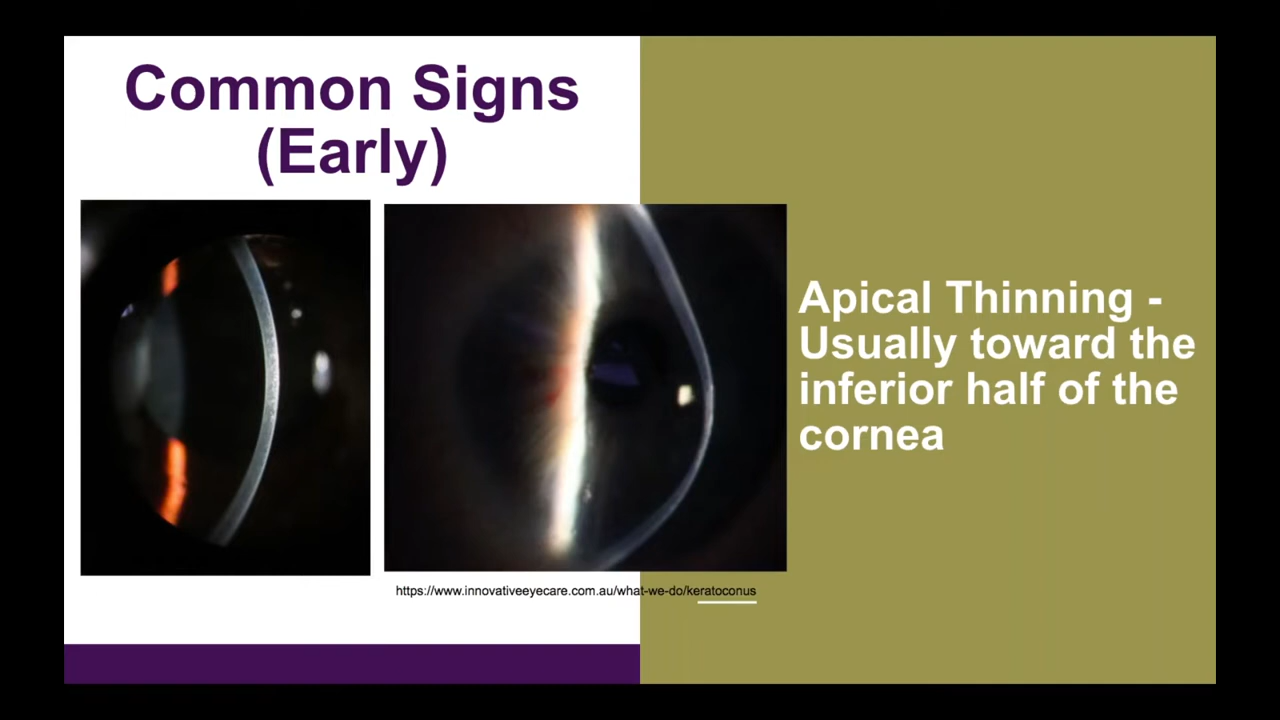 Common Signs
(Early)
Apical Thinning -
Usually toward the
inferior half of the
cornea
https://www.innovativeeyecare.com.au/what-we-do/keratoconus